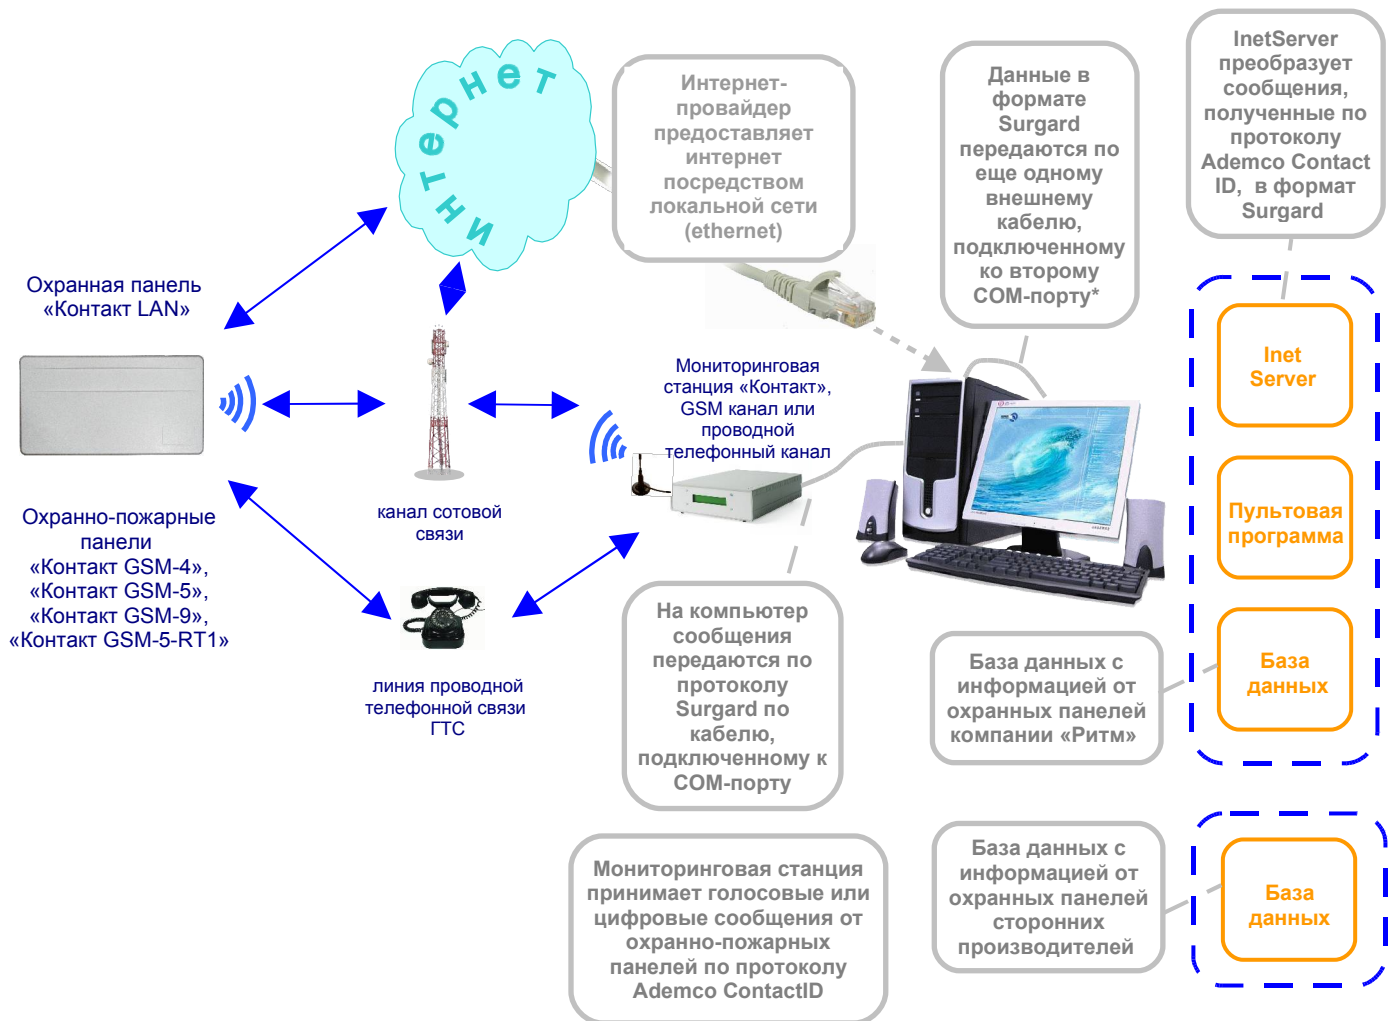 Интернет
Интернет-
провайдер
предоставляет
интернет
посредством
локальной сети
(ethernet)
Данные в
формате
Surgard
передаются по
еще одному
внешнему
кабелю,
подключенному
ко второму
COM-порту*
InetServer
преобразует
сообщения,
полученные по
протоколу
Ademco Contact
ID, в формат
Surgard
Охранная панель
«Контакт LAN»
Охранно-пожарные
панели
«Контакт GSM-4»,
«Контакт GSM-5»,
«Контакт GSM-9»,
«Контакт GSM-5-RT1»
канал сотовой
связи
линия проводной
телефонной связи
ГТС
Мониторинговая
станция «Контакт»,
GSM канал или
проводной
телефонный канал
На компьютер
сообщения
передаются по
протоколу
Surgard по
кабелю,
подключенному к
COM-порту
Мониторинговая станция
принимает голосовые или
цифровые сообщения от
охранно-пожарных
панелей по протоколу
Ademco ContactID
Inet
Server
Пультовая
программа
База
данных
База данных с
информацией от
охранных панелей
компании «Ритм»
База данных с
информацией от
охранных панелей
сторонних
производителей
База
данных